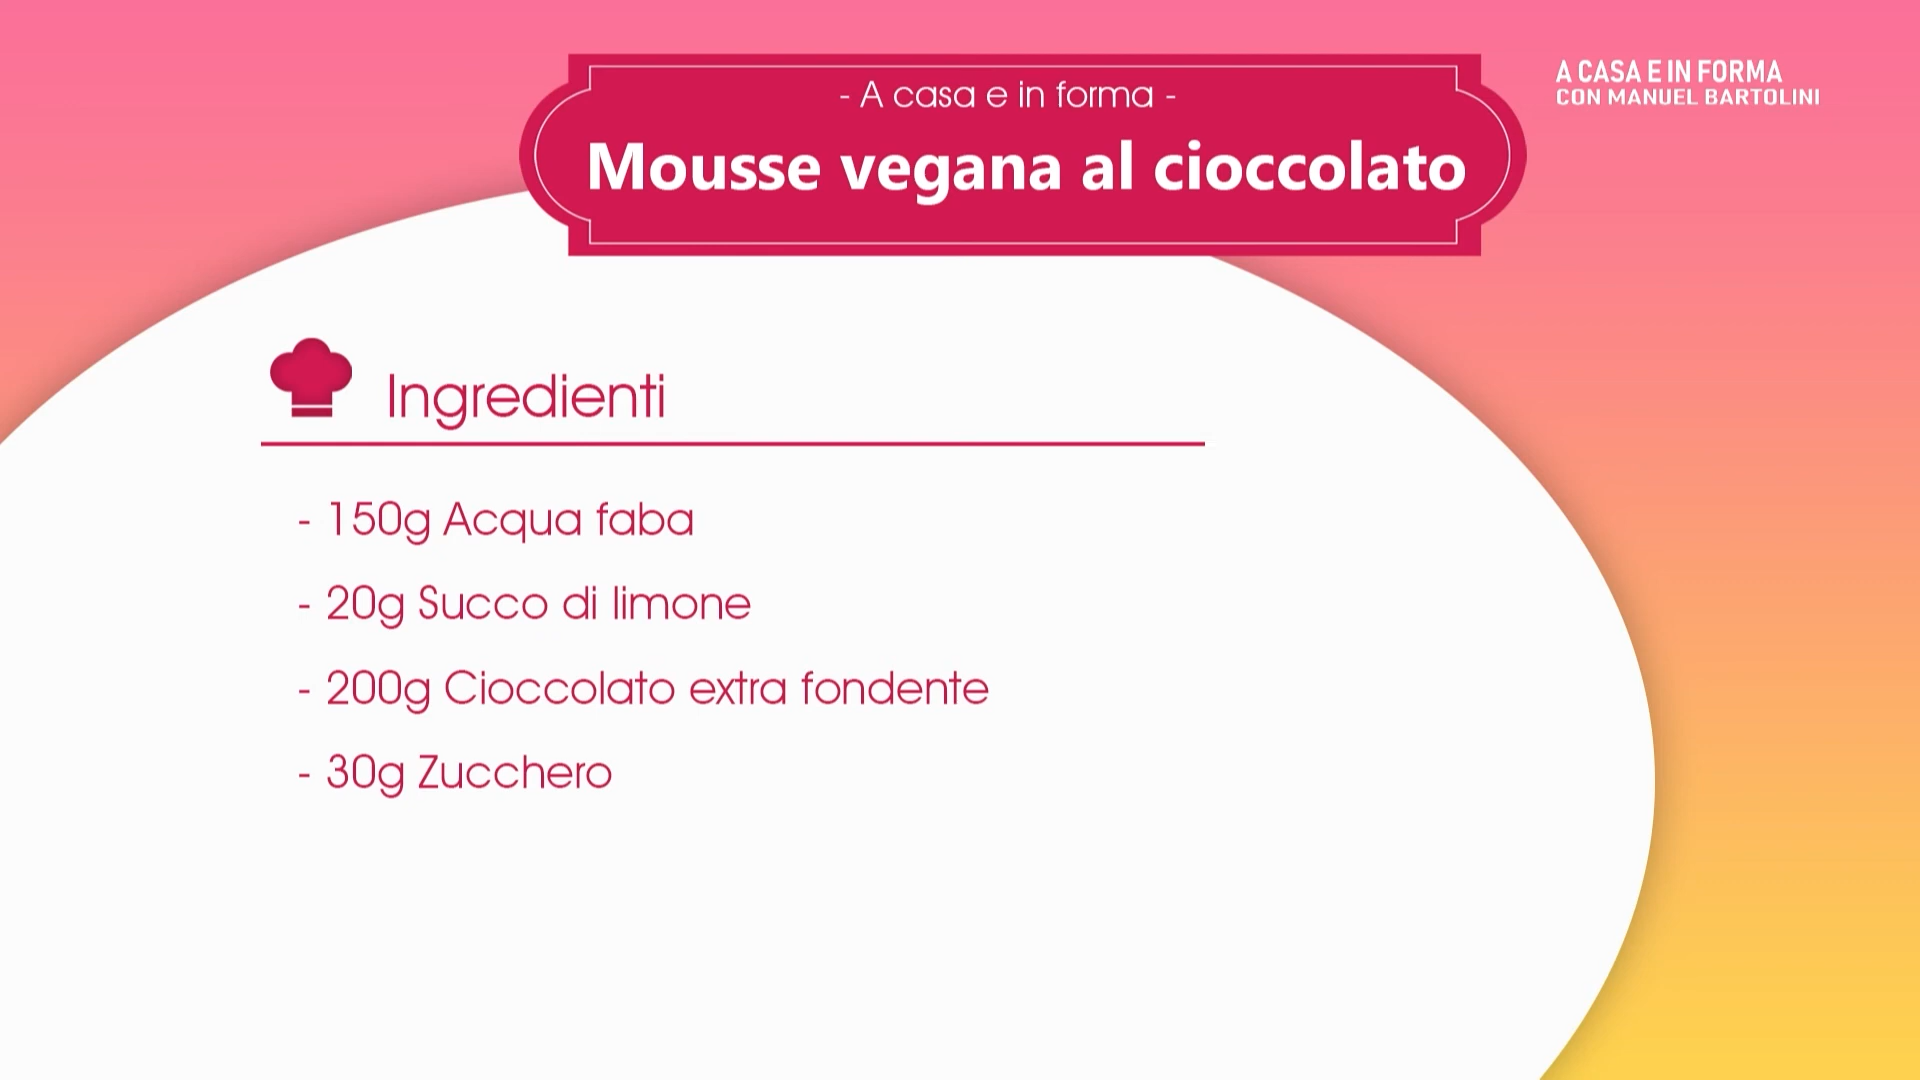 - A casa e in forma -
Mousse vegana al cioccolato
A CASA E IN FORMA
CON MANUEL BARTOLINI
Ingredienti
- 150g Acqua faba
- 20g Succo di limone
- 200g Cioccolato extra fondente
- 30g Zucchero